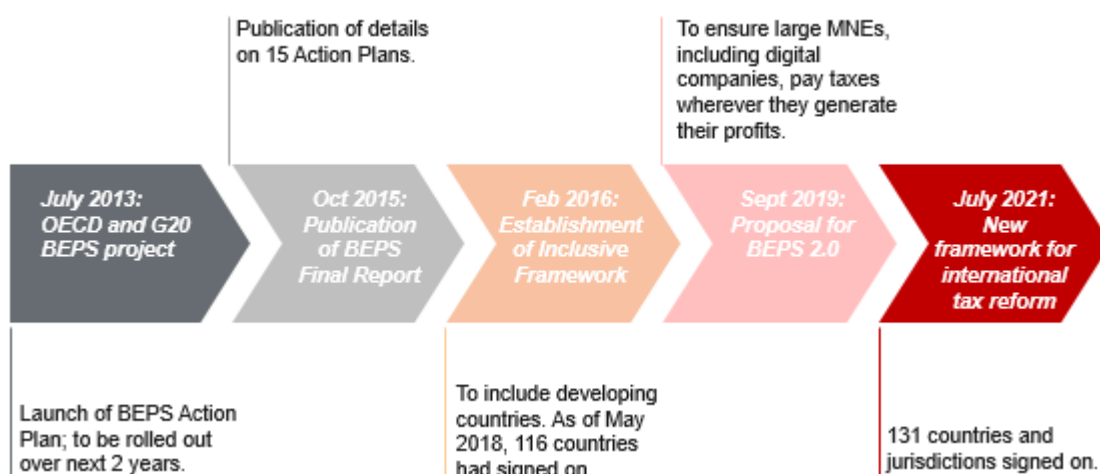 Publication of details
on 15 Action Plans.
To ensure large MNEs,
including digital
companies, pay taxes
wherever they generate
their profits.
July 2013:
OECD and G20
BEPS project
Oct 2015:
Publication
of BEPS
Final Report
Feb 2016:
Establishment
of Inclusive
Framework
Sept 2019:
Proposal for
BEPS 2.0
July 2021:
New
framework for
international
tax reform
Launch of BEPS Action
Plan; to be rolled out
over next 2 years.
To include developing
countries. As of May
2018, 116 countries
had signed on
131 countries and
jurisdictions signed on.